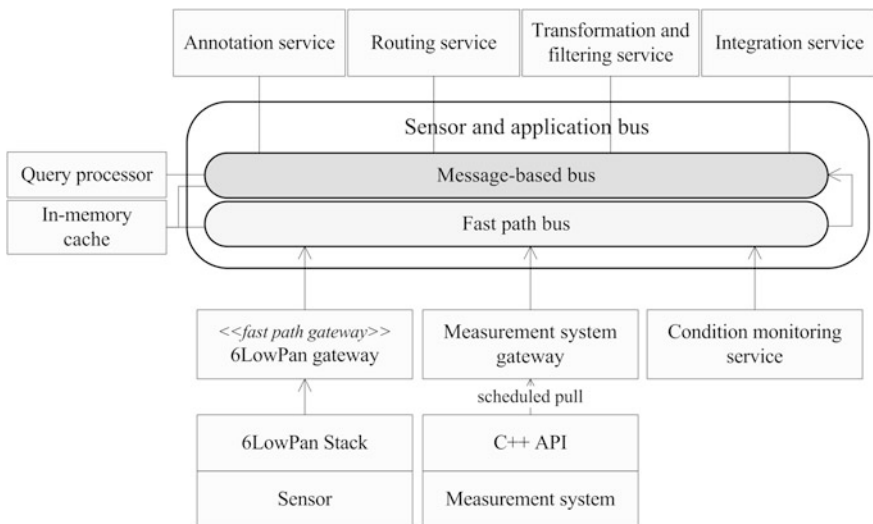 Annotation service
Routing service
Transformation and
filtering service
Integration service
Sensor and application bus
Query processor
Message-based bus
In-memory
cache
Fast path bus
<<fast path gateway>>
6LowPan gateway
Measurement system
gateway
Condition monitoring
service
scheduled pull
6LowPan Stack
C++ API
Sensor
Measurement system